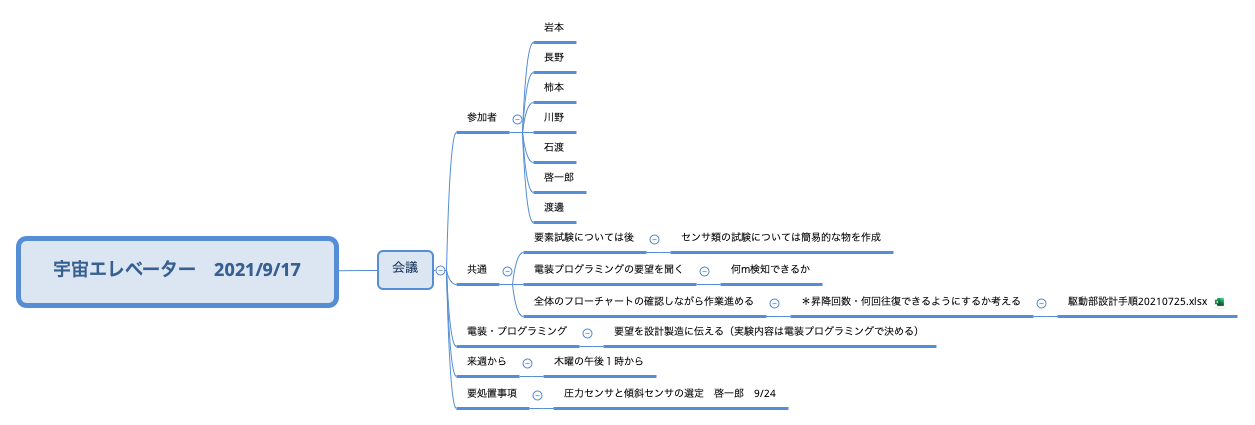 宇宙エレベーター　2021/9/17
会議
参加者
岩本
長野
柿本
川野
石渡
啓一郎
渡邉
共通
要素試験については後
センサ類の試験については簡易的な物を作成
電装プログラミングの要望を聞く
何m検知できるか
全体のフローチャートの確認しながら作業進める
＊昇降回数・何回往復できるようにするか考える
駆動部設計手順20210725.xlsx
電装・プログラミング
要望を設計製造に伝える（実験内容は電装プログラミングで決める）
来週から
木曜の午後１時から
要処置事項
圧力センサと傾斜センサの選定　啓一郎　9/24